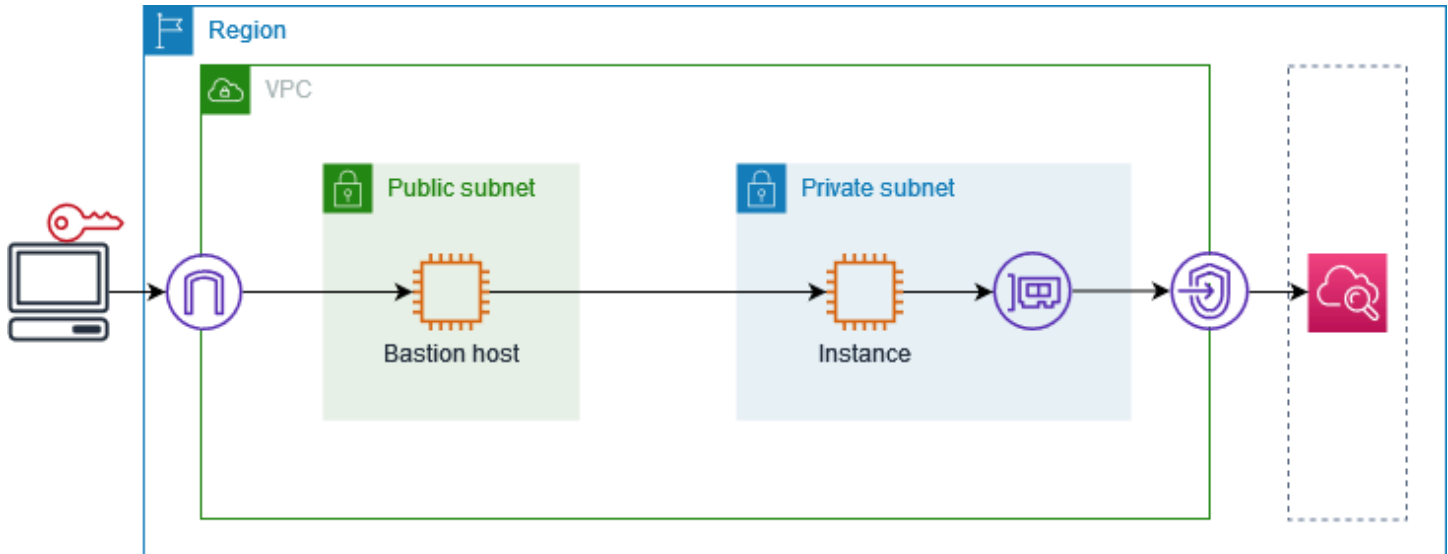 Region
VPC
Public subnet
Private subnet
Bastion host
Instance